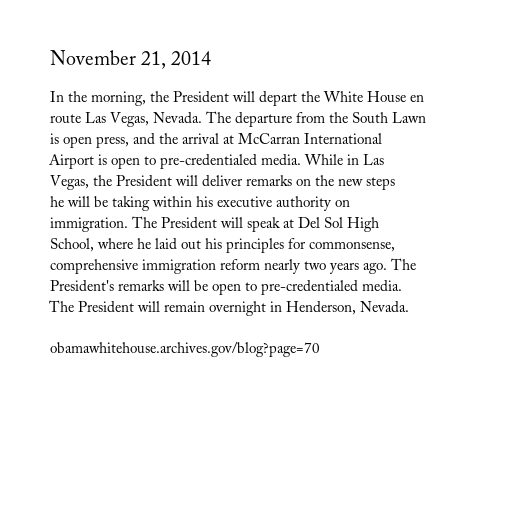 November 21, 2014
In the morning, the President will depart the White House en
route Las Vegas, Nevada. The departure from the South Lawn
is open press, and the arrival at McCarran International
Airport is open to pre-credentialed media. While in Las
Vegas, the President will deliver remarks on the new steps
he will be taking within his executive authority on
immigration. The President will speak at Del Sol High
School, where he laid out his principles for commonsense,
comprehensive immigration reform nearly two years ago. The
President's remarks will be open to pre-credentialed media.
The President will remain overnight in Henderson, Nevada.
obamawhitehouse.archives.gov/blog?page=70